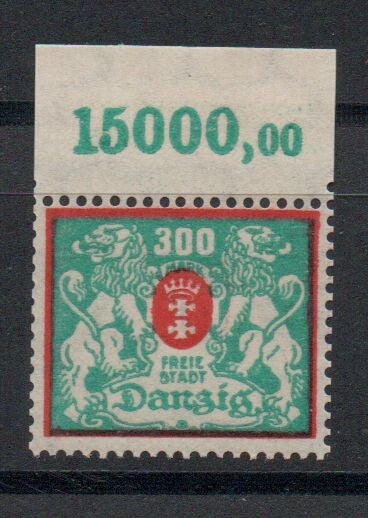 15000,00
300
MARK
FREIE
STADT
Danzig